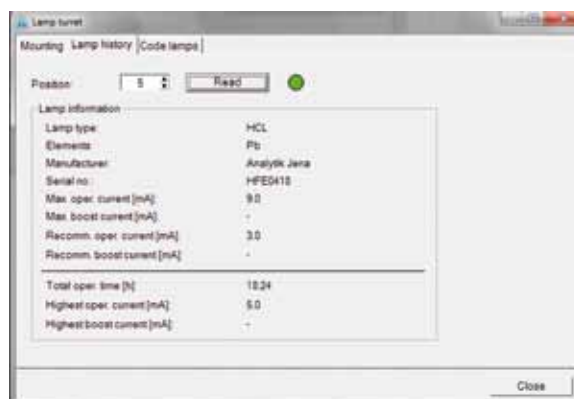 Lamp turret
Mounting Lamp history Code lamps
Position: 5 Read
Lamp information
Lamp type: HCL
Elements: Pb
Manufacturer: Analytik Jena
Serial no.: HFE0418
Max. oper. current [mA]: 9.0
Max. boost current [mA]: -
Recomm. oper. current [mA]: 3.0
Recomm. boost current [mA]: -
Total oper. time [h]:
Highest oper. current [mA]: 5.0
Highest boost current [mA]: -
Close